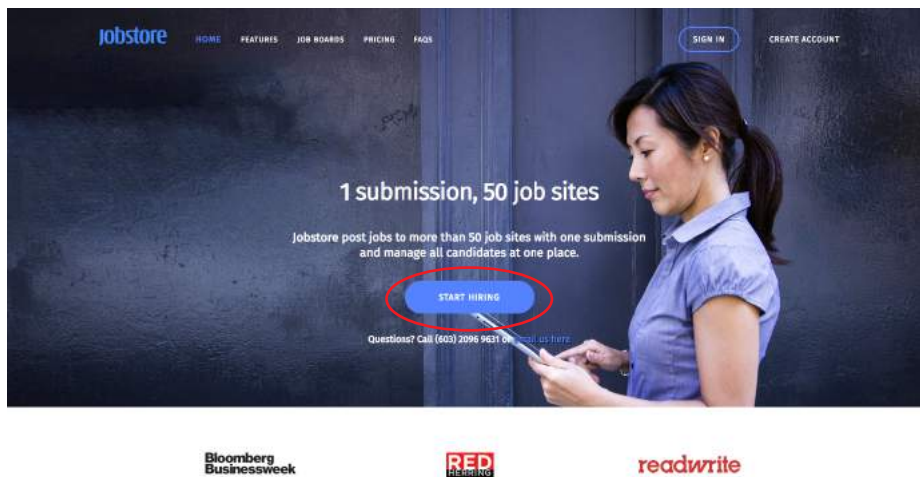 Jobstore HOME FEATURES JOB BOARDS PRICING FAQS SIGN IN CREATE ACCOUNT
1 submission, 50 job sites
Jobstore post jobs to more than 50 job sites with one submission
and manage all candidates at one place.
START HIRING
Questions? Call (603) 2096 9631 or email us here
Bloomberg
Businessweek
RED
HERRING
readwrite